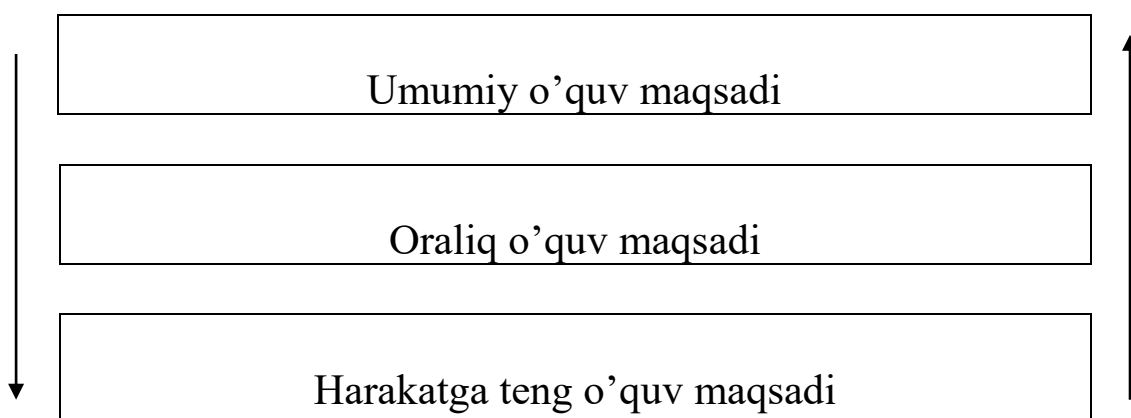 Umumiy o’quv maqsadi
Oraliq o’quv maqsadi
Harakatga teng o’quv maqsadi